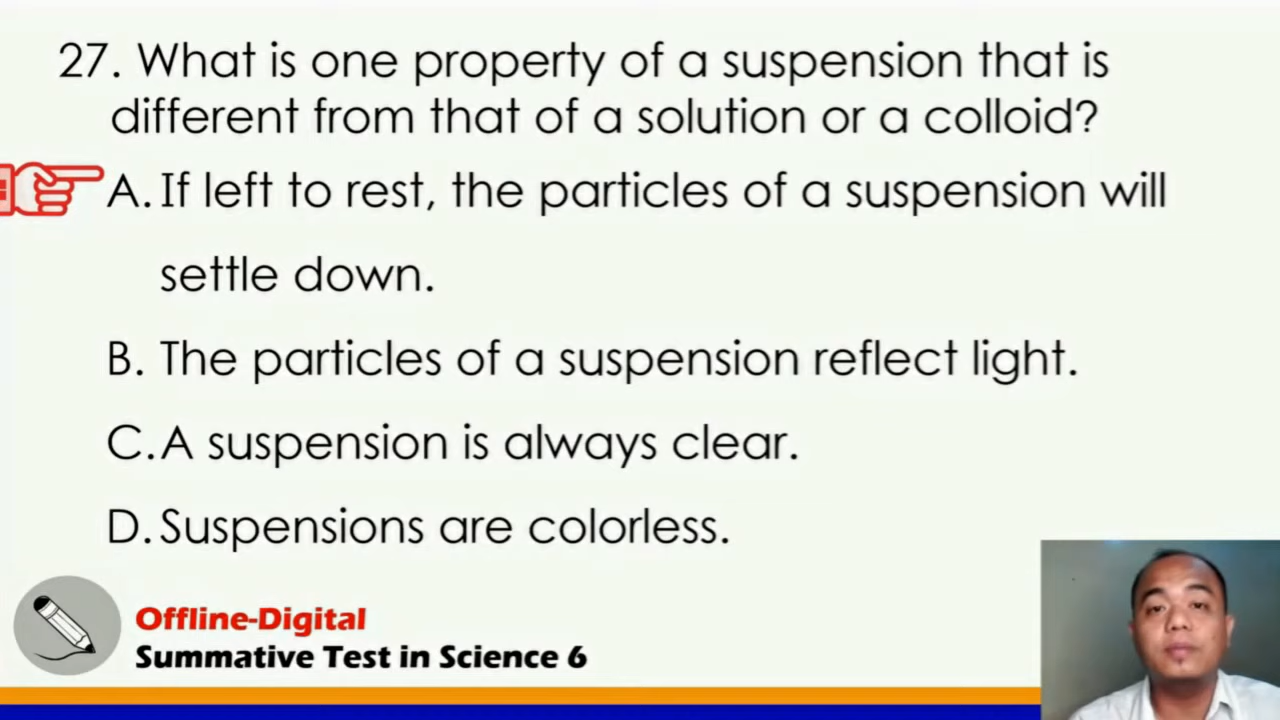 27. What is one property of a suspension that is
different from that of a solution or a colloid?
A. If left to rest, the particles of a suspension will
settle down.
B. The particles of a suspension reflect light.
C. A suspension is always clear.
D. Suspensions are colorless.
Offline-Digital
Summative Test in Science 6